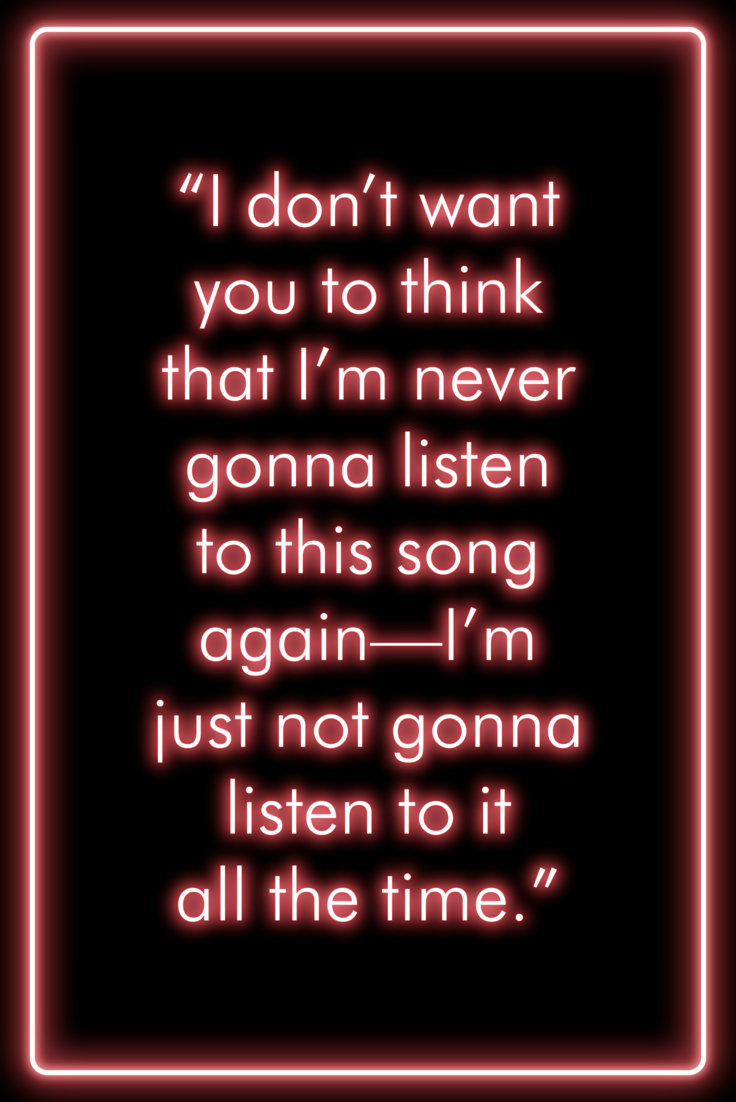 “I don’t want
you to think
that I’m never
gonna listen
to this song
again—I’m
just not gonna
listen to it
all the time.”